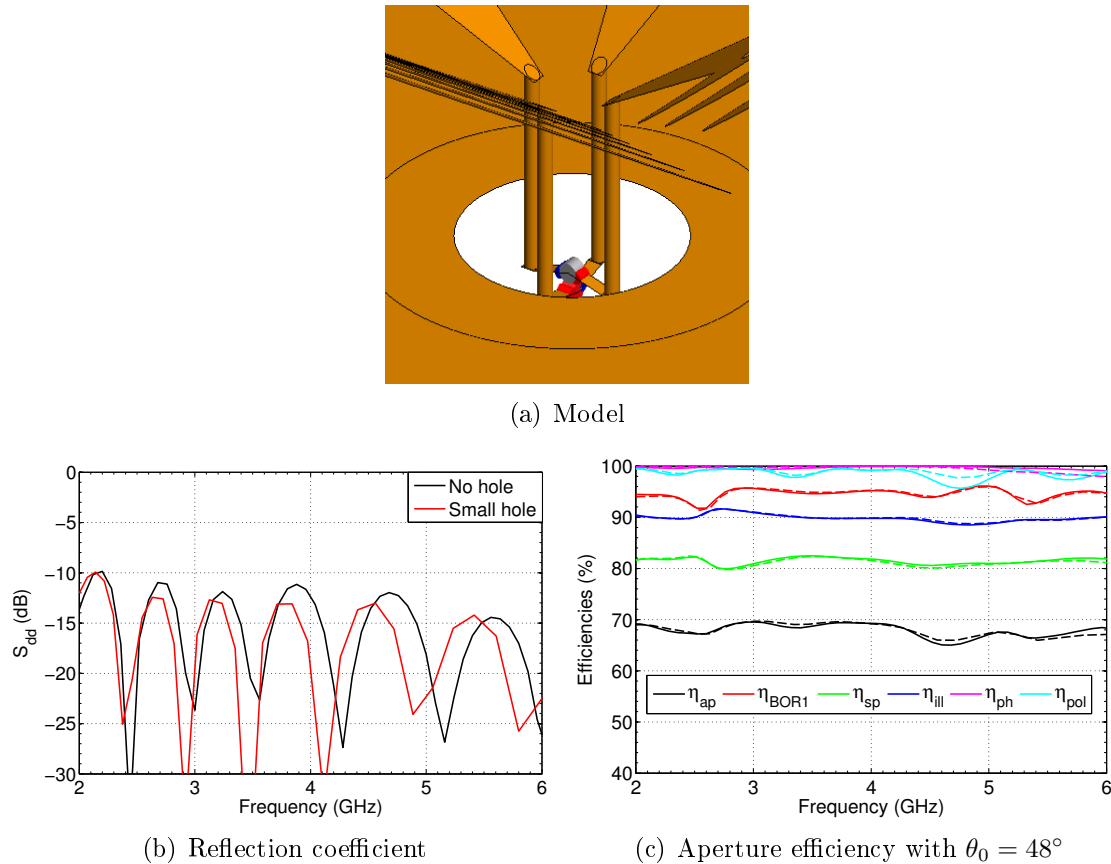 (a) Model
0
−5
−10
−15
−20
−25
−30
2 3 4 5 6
S_dd (dB)
Frequency (GHz)
No hole
Small hole
(b) Reflection coefficient
100
90
80
70
60
50
40
2 3 4 5 6
Efficiencies (%)
Frequency (GHz)
η_ap η_BOR1 η_sp η_ill η_ph η_pol
(c) Aperture efficiency with θ₀ = 48°